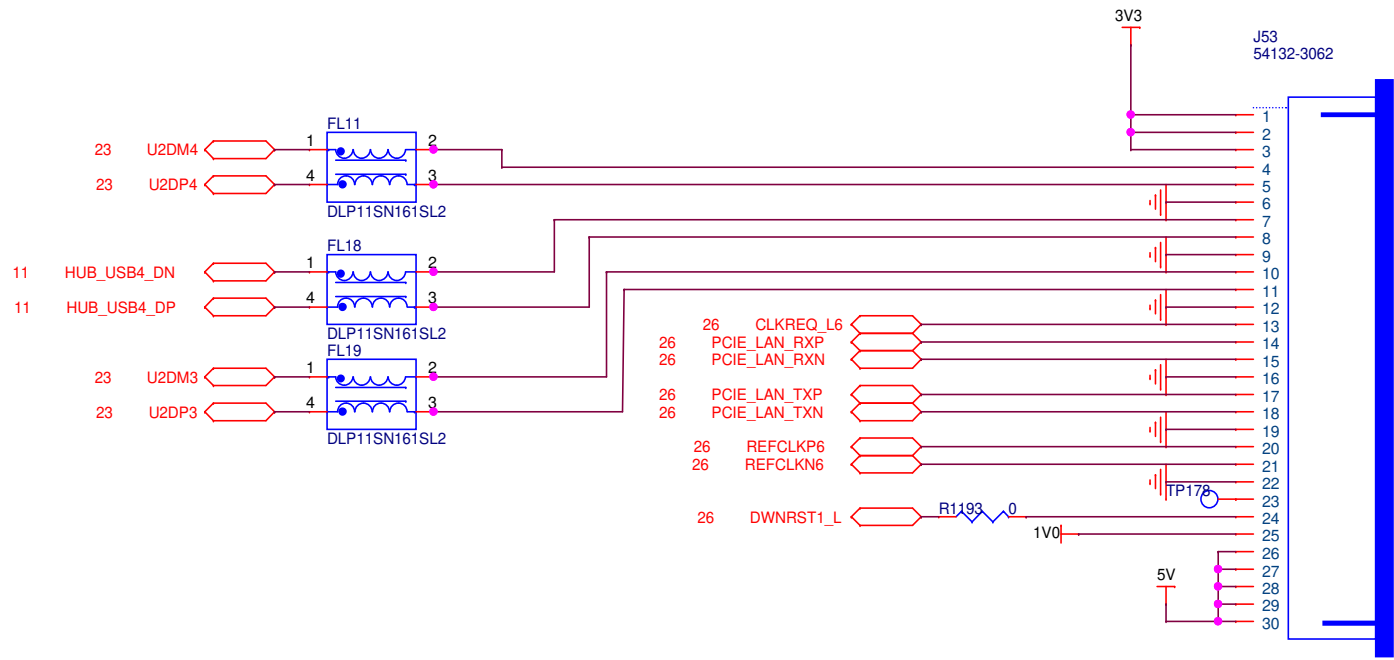 3V3
J53
54132-3062
FL11
23 U2DM4 1 2
23 U2DP4 4 3
DLP11SN161SL2
FL18
11 HUB_USB4_DN 1 2
11 HUB_USB4_DP 4 3
DLP11SN161SL2
FL19
23 U2DM3 1 2
23 U2DP3 4 3
DLP11SN161SL2
26 CLKREQ_L6
26 PCIE_LAN_RXP
26 PCIE_LAN_RXN
26 PCIE_LAN_TXP
26 PCIE_LAN_TXN
26 REFCLKP6
26 REFCLKN6
TP178
26 DWNRST1_L R1193 0
1V0
5V
1
2
3
4
5
6
7
8
9
10
11
12
13
14
15
16
17
18
19
20
21
22
23
24
25
26
27
28
29
30